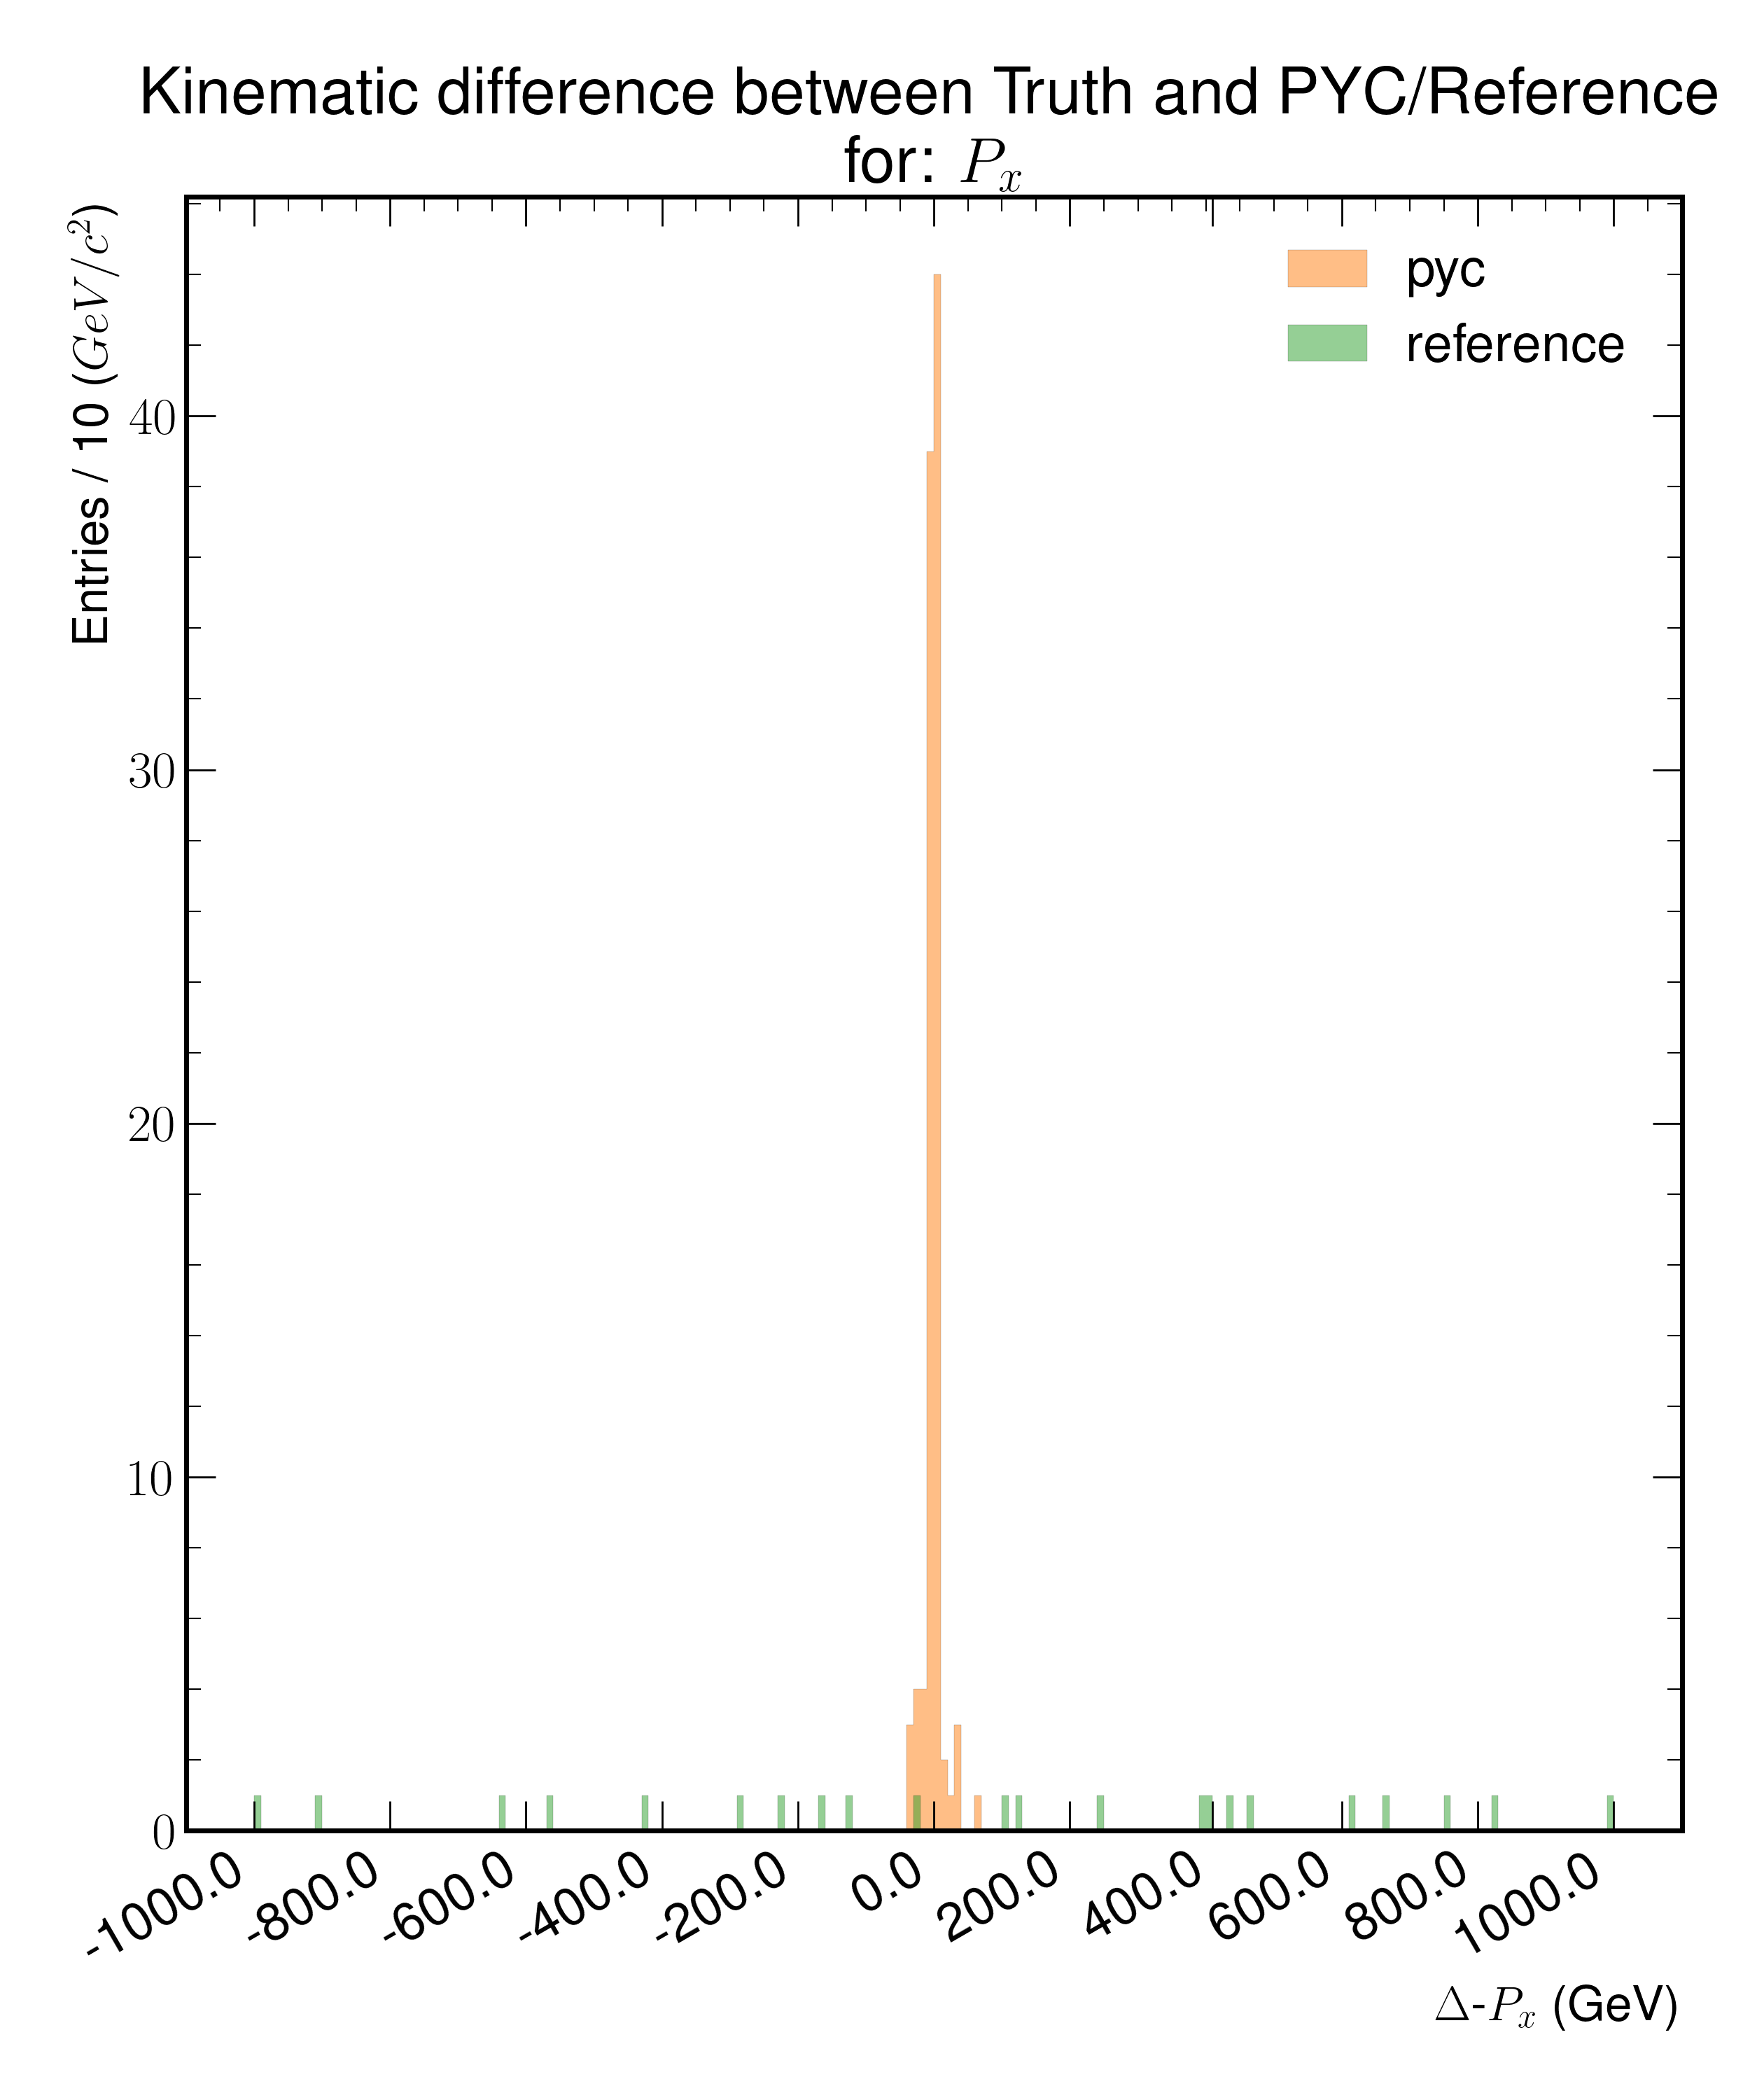 Kinematic difference between Truth and PYC/Reference
for: $P_x$
Entries / 10 ($GeV/c^2$)
pyc
reference
40
30
20
10
0
-1000.0 -800.0 -600.0 -400.0 -200.0 0.0 200.0 400.0 600.0 800.0 1000.0
Δ-$P_x$ (GeV)